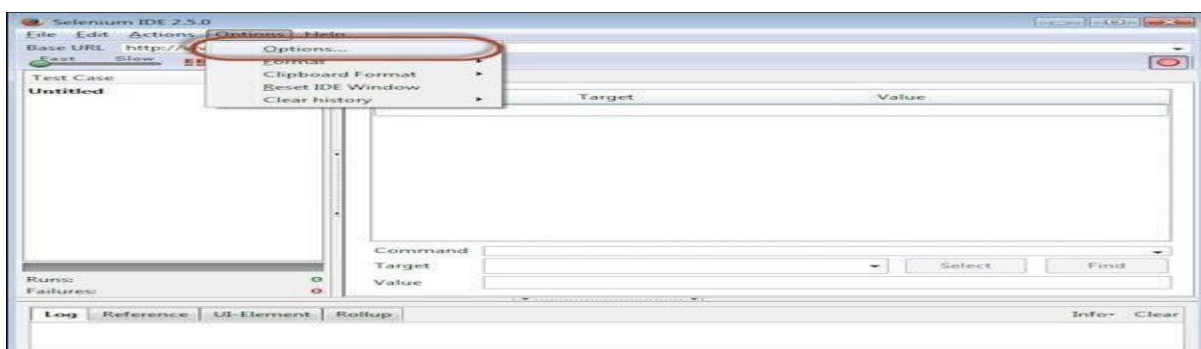 Selenium IDE 2.5.0
File Edit Actions Options Help
Base URL http://
Options...
Fast Slow
Format
Test Case
Clipboard Format
Untitled
Reset IDE Window
Clear history
Target Value
Command
Target Select Find
Value
Runs: 0
Failures: 0
Log Reference UI-Element Rollup Info- Clear